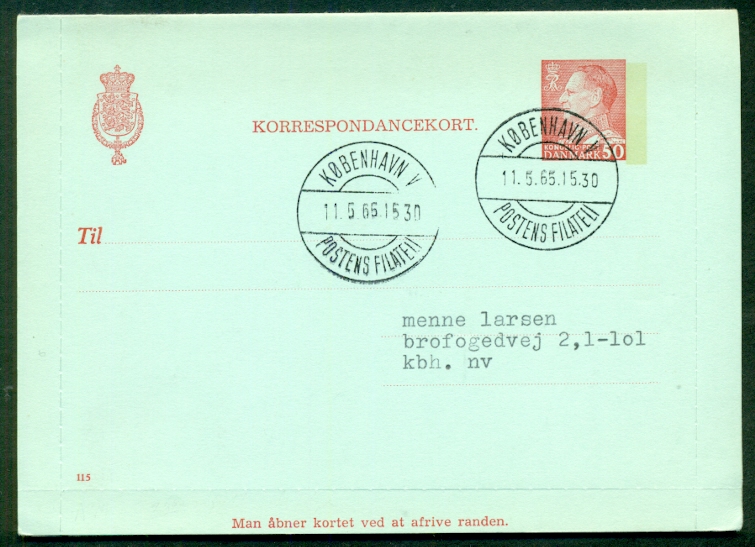 KORRESPONDANCEKORT.
KONGELIG POST
DANMARK 50
KØBENHAVN V
11.5.65.15.30
POSTENS FILATELI
KØBENHAVN V
11.5.65.15.30
POSTENS FILATELI
Til
menne larsen
brofogedvej 2,1-lol
kbh. nv
115
Man åbner kortet ved at afrive randen.